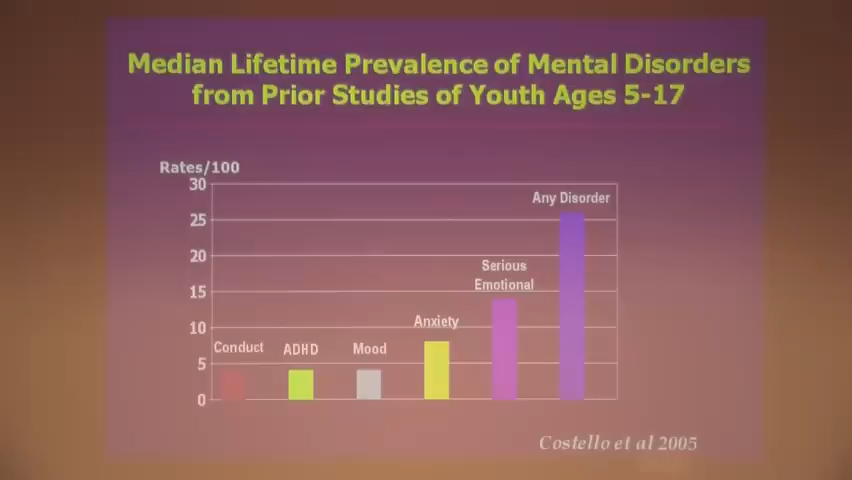 Median Lifetime Prevalence of Mental Disorders
from Prior Studies of Youth Ages 5-17
Rates/100
30
Any Disorder
25
20
Serious
Emotional
15
Anxiety
10
Conduct
ADHD
Mood
5
0
Costello et al 2005